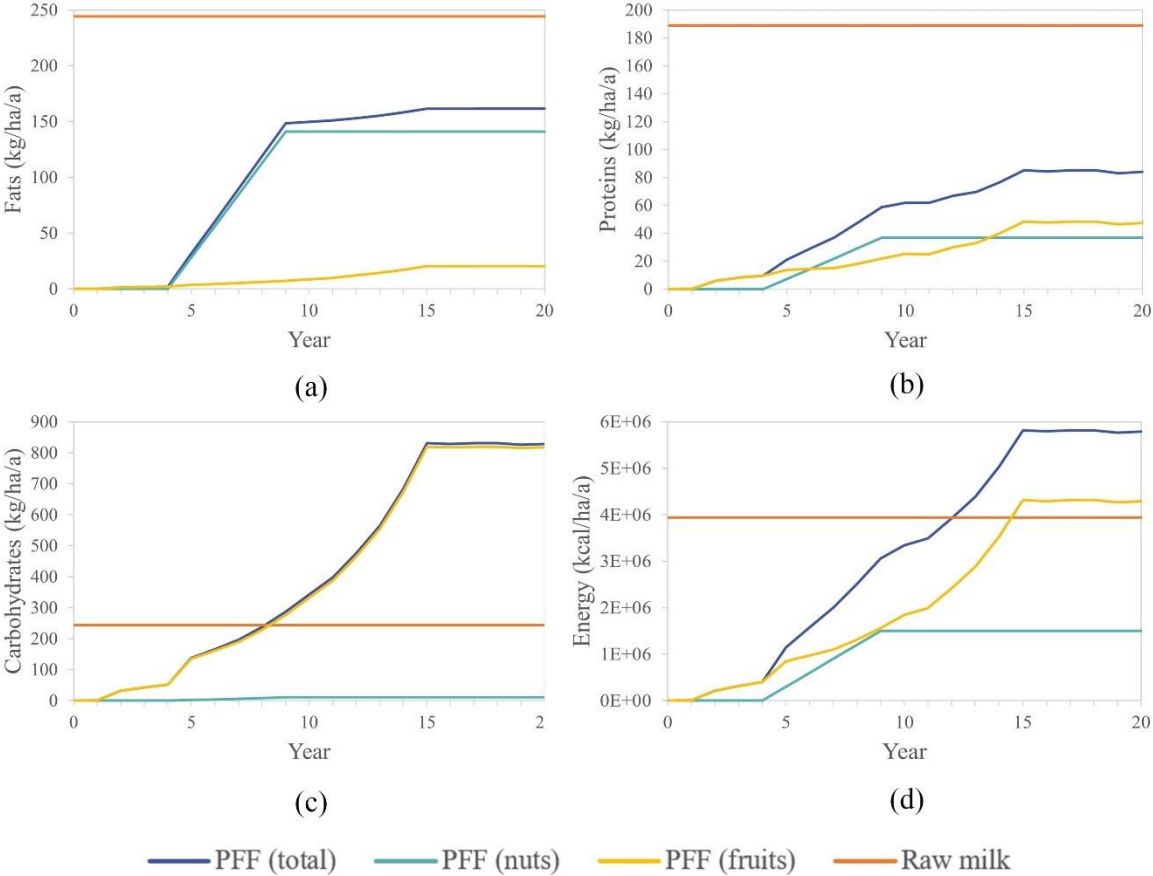 250
200
150
100
50
0
Fats (kg/ha/a)
0 5 10 15 20
Year
(a)
200
180
160
140
120
100
80
60
40
20
0
Proteins (kg/ha/a)
0 5 10 15 20
Year
(b)
900
800
700
600
500
400
300
200
100
0
Carbohydrates (kg/ha/a)
0 5 10 15 2
Year
(c)
6E+06
5E+06
4E+06
3E+06
2E+06
1E+06
0E+00
Energy (kcal/ha/a)
0 5 10 15 20
Year
(d)
PFF (total) PFF (nuts) PFF (fruits) Raw milk